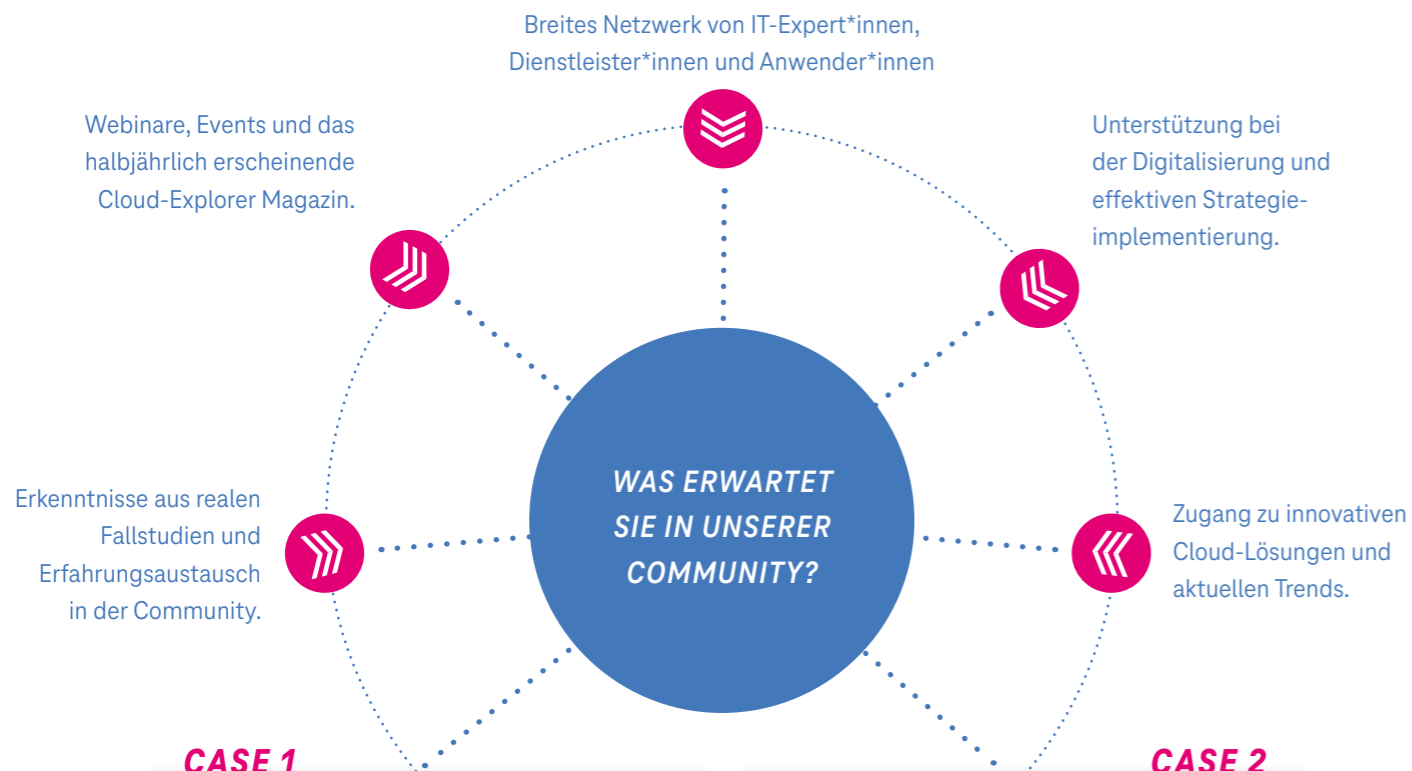 Breites Netzwerk von IT-Expert*innen,
Dienstleister*innen und Anwender*innen
Webinare, Events und das
halbjährlich erscheinende
Cloud-Explorer Magazin.
Unterstützung bei
der Digitalisierung und
effektiven Strategie-
implementierung.
WAS ERWARTET
SIE IN UNSERER
COMMUNITY?
Erkenntnisse aus realen
Fallstudien und
Erfahrungsaustausch
in der Community.
Zugang zu innovativen
Cloud-Lösungen und
aktuellen Trends.
CASE 1
CASE 2